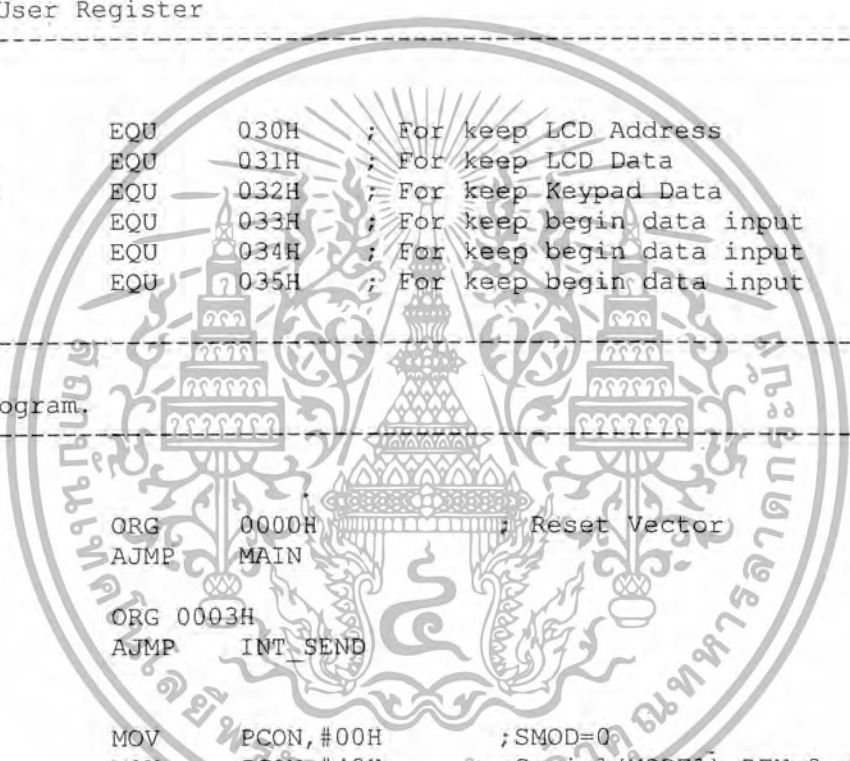 User Register
EQU 030H ; For keep LCD Address
EQU 031H ; For keep LCD Data
EQU 032H ; For keep Keypad Data
EQU 033H ; For keep begin data input
EQU 034H ; For keep begin data input
EQU 035H ; For keep begin data input
ogram.
ORG 0000H ; Reset Vector
AJMP MAIN
ORG 0003H
AJMP INT_SEND
MOV PCON,#00H ;SMOD=0